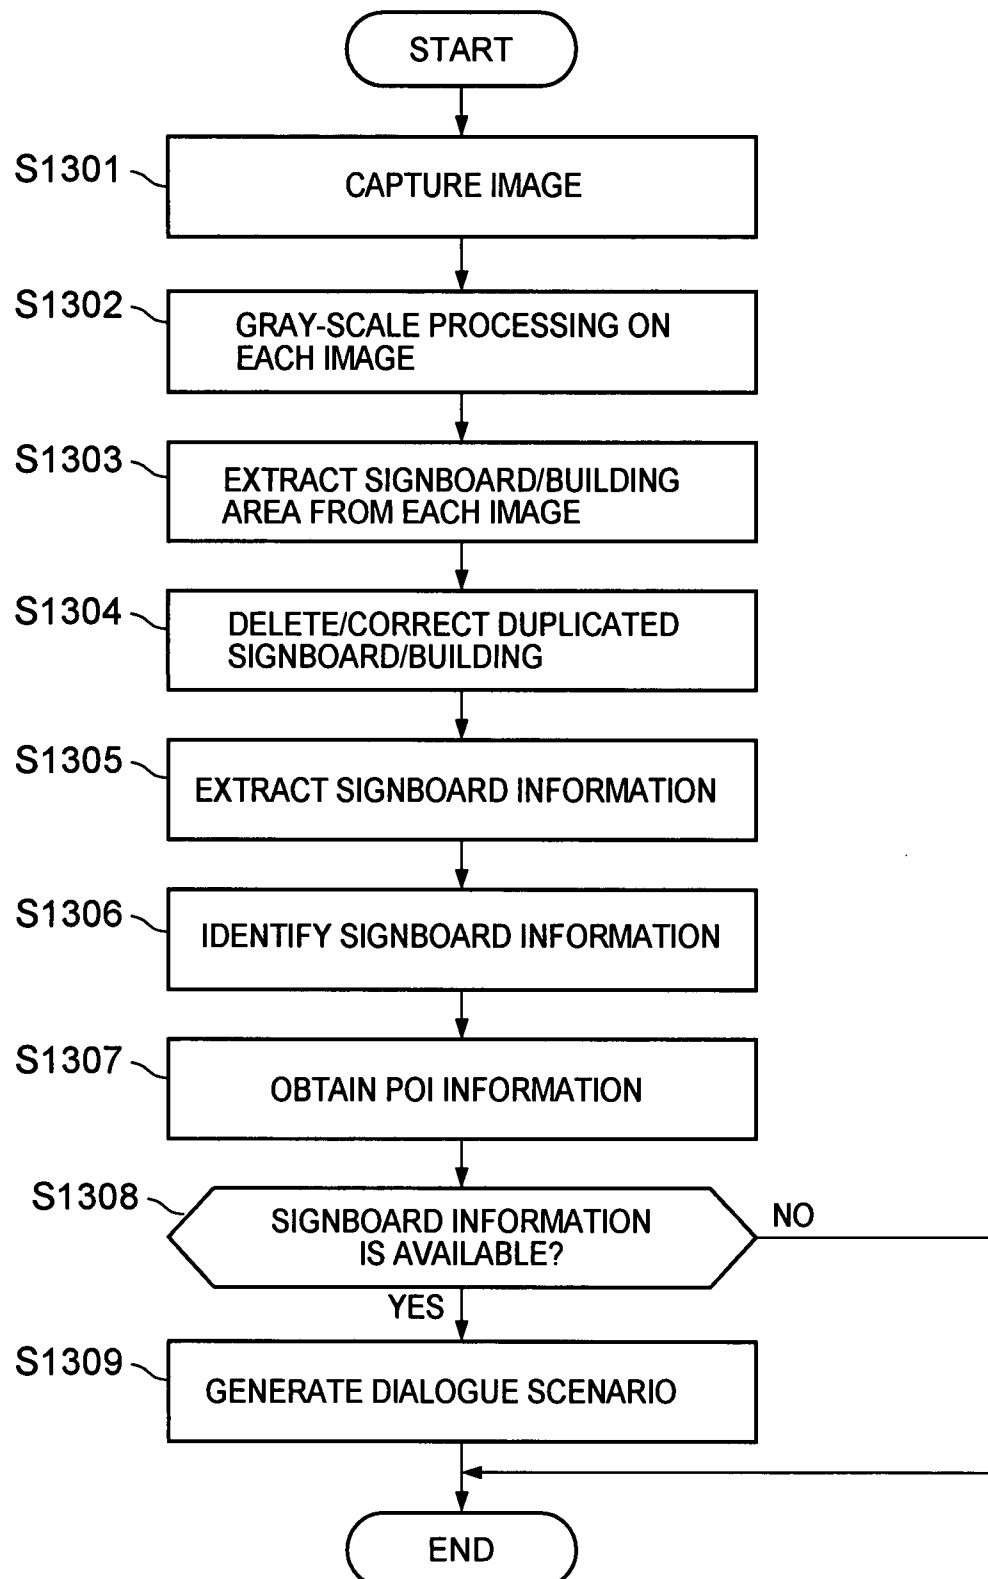 START
S1301
CAPTURE IMAGE
S1302
GRAY-SCALE PROCESSING ON
EACH IMAGE
S1303
EXTRACT SIGNBOARD/BUILDING
AREA FROM EACH IMAGE
S1304
DELETE/CORRECT DUPLICATED
SIGNBOARD/BUILDING
S1305
EXTRACT SIGNBOARD INFORMATION
S1306
IDENTIFY SIGNBOARD INFORMATION
S1307
OBTAIN POI INFORMATION
S1308
SIGNBOARD INFORMATION
IS AVAILABLE?
NO
YES
S1309
GENERATE DIALOGUE SCENARIO
END